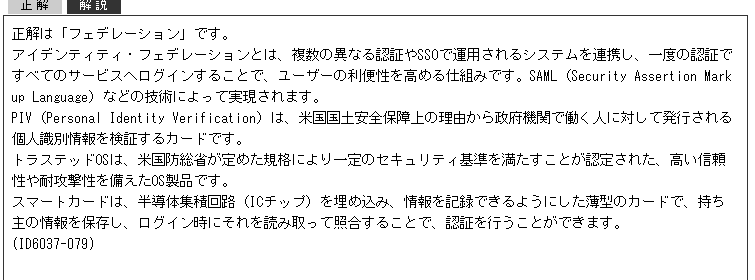 正解 解説
正解は「フェデレーション」です。
アイデンティティ・フェデレーションとは、複数の異なる認証やSSOで運用されるシステムを連携し、一度の認証で
すべてのサービスへログインすることで、ユーザーの利便性を高める仕組みです。SAML (Security Assertion Mark
up Language) などの技術によって実現されます。
PIV (Personal Identity Verification) は、米国国土安全保障上の理由から政府機関で働く人に対して発行される
個人識別情報を検証するカードです。
トラステッドOSは、米国防総省が定めた規格により一定のセキュリティ基準を満たすことが認定された、高い信頼
性や耐攻撃性を備えたOS製品です。
スマートカードは、半導体集積回路 (ICチップ) を埋め込み、情報を記録できるようにした薄型のカードで、持ち
主の情報を保存し、ログイン時にそれを読み取って照合することで、認証を行うことができます。
(ID6037-079)